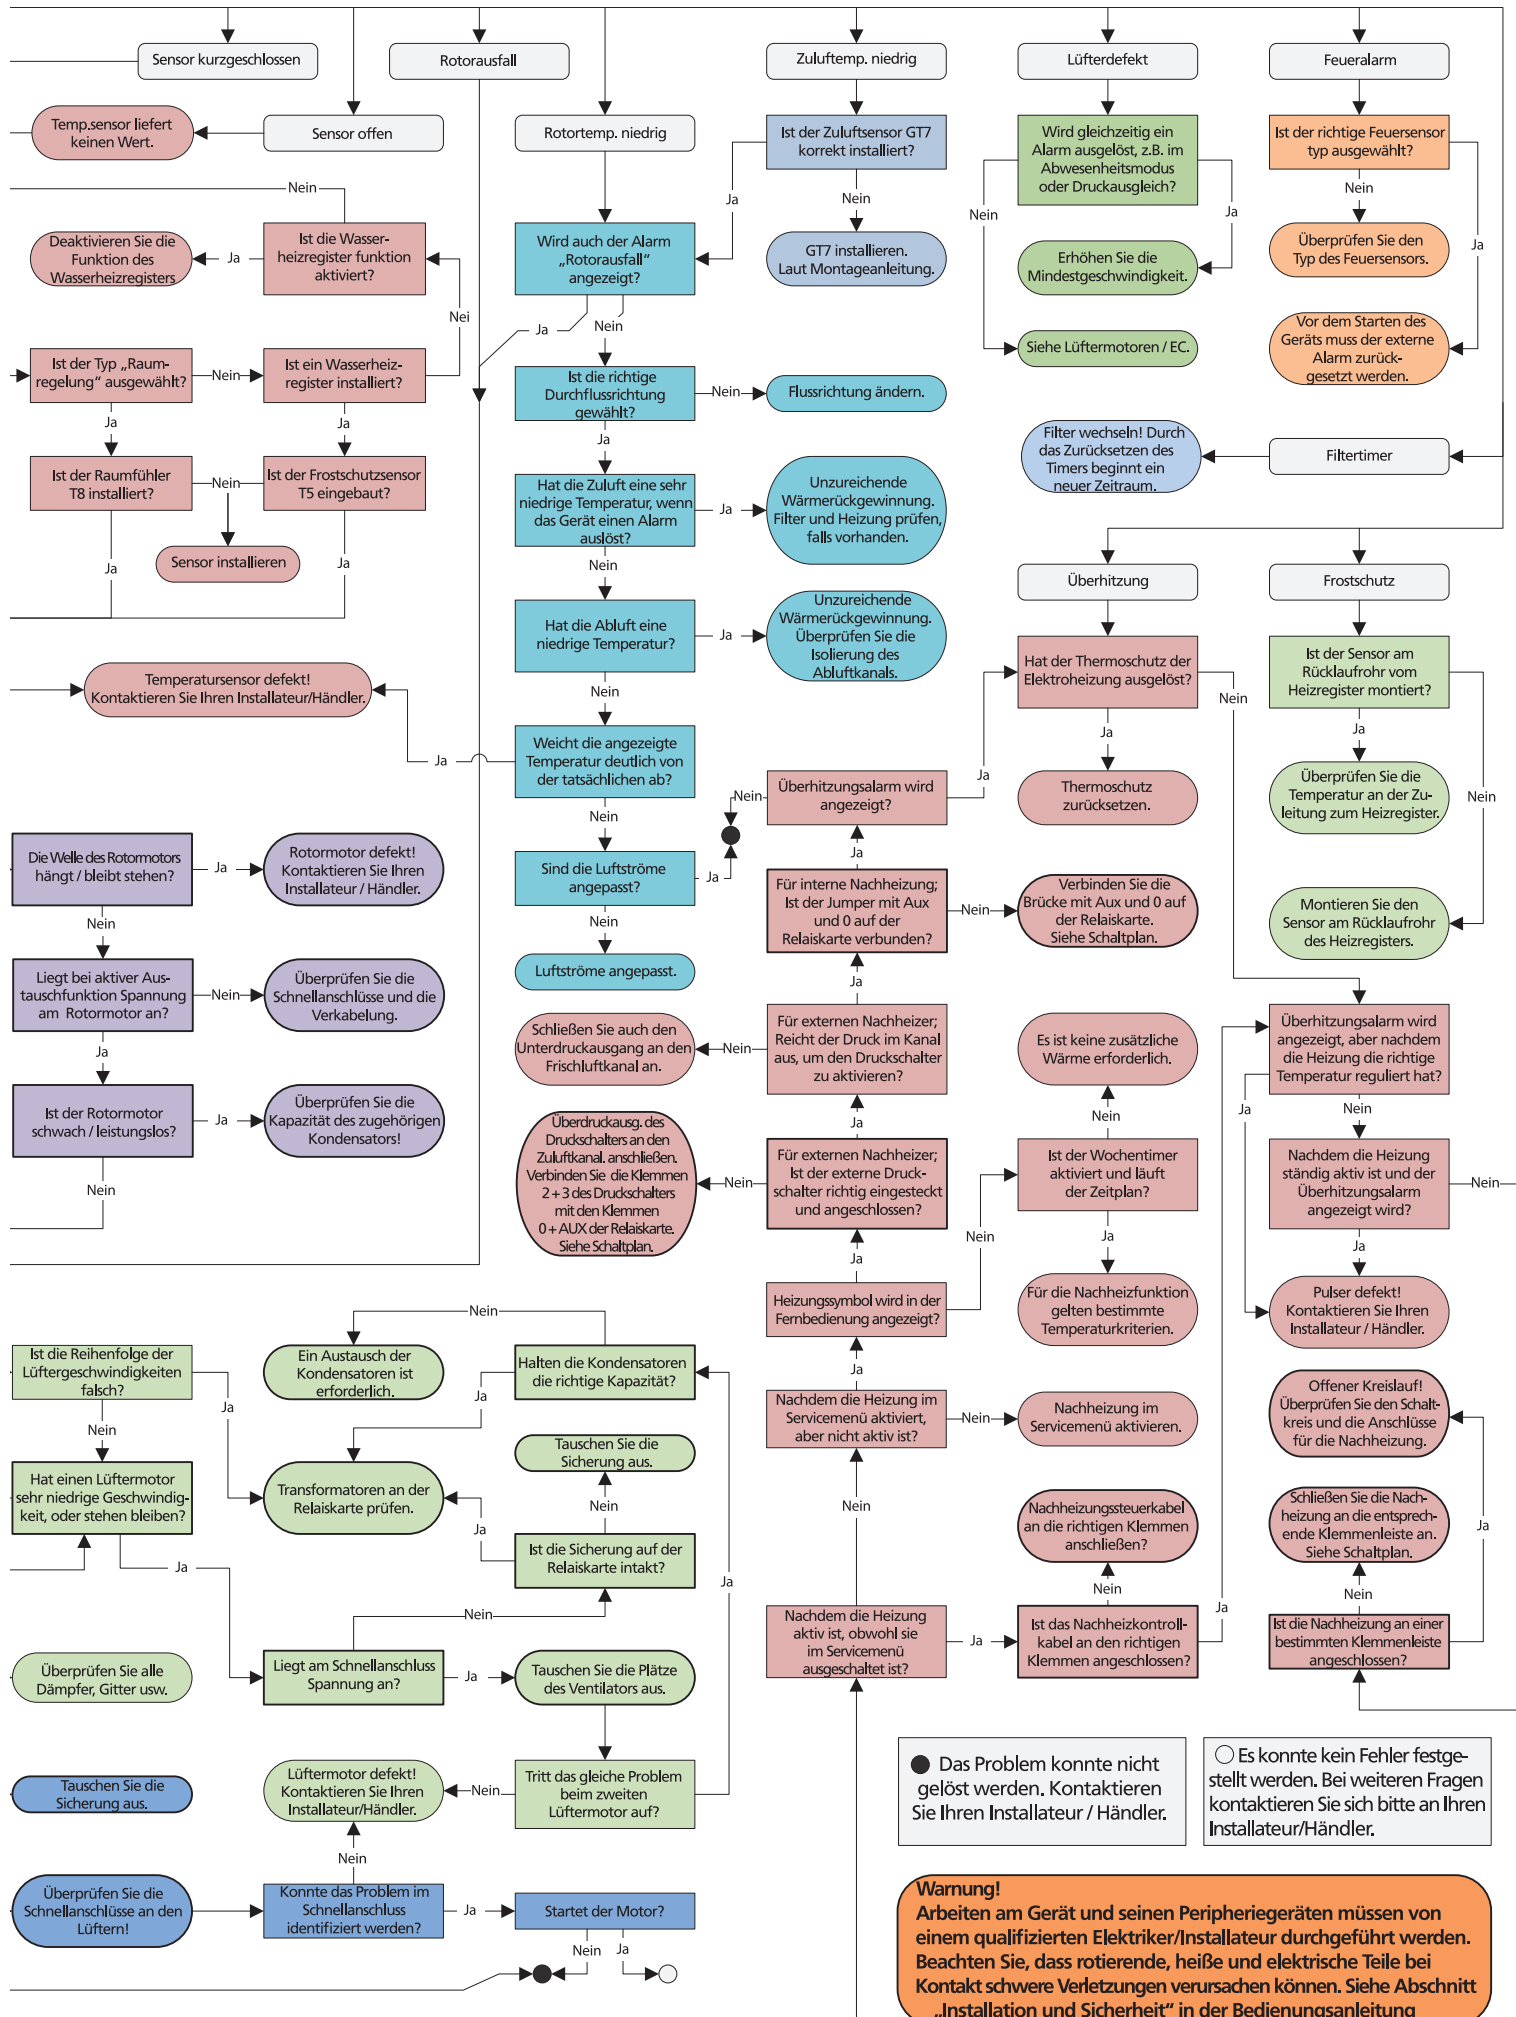 Sensor kurzgeschlossen
Rotorausfall
Zuluftemp. niedrig
Lüfterdefekt
Feueralarm
Temp.sensor liefert
keinen Wert.
Sensor offen
Rotortemp. niedrig
Ist der Zuluftsensor GT7
korrekt installiert?
Wird gleichzeitig ein
Alarm ausgelöst, z.B. im
Abwesenheitsmodus
oder Druckausgleich?
Ist der richtige Feuersensor
typ ausgewählt?
Nein
Ja
Nein
Nein
Ja
Nein
Ja
Deaktivieren Sie die
Funktion des
Wasserheizregisters
Ja
Ist die Wasser-
heizregister funktion
aktiviert?
Wird auch der Alarm
„Rotorausfall“
angezeigt?
GT7 installieren.
Laut Montageanleitung.
Erhöhen Sie die
Mindestgeschwindigkeit.
Überprüfen Sie den
Typ des Feuersensors.
Nei
Ja
Nein
Siehe Lüftermotoren / EC.
Vor dem Starten des
Geräts muss der externe
Alarm zurück-
gesetzt werden.
Ist der Typ „Raum-
regelung“ ausgewählt?
Nein
Ist ein Wasserheiz-
register installiert?
Ist die richtige
Durchflussrichtung
gewählt?
Nein
Flussrichtung ändern.
Ja
Ja
Ja
Filter wechseln! Durch
das Zurücksetzen des
Timers beginnt ein
neuer Zeitraum.
Filtertimer
Ist der Raumfühler
T8 installiert?
Nein
Ist der Frostschutzsensor
T5 eingebaut?
Hat die Zuluft eine sehr
niedrige Temperatur, wenn
das Gerät einen Alarm
auslöst?
Ja
Unzureichende
Wärmerückgewinnung.
Filter und Heizung prüfen,
falls vorhanden.
Sensor installieren
Ja
Ja
Nein
Überhitzung
Frostschutz
Hat die Abluft eine
niedrige Temperatur?
Ja
Unzureichende
Wärmerückgewinnung.
Überprüfen Sie die
Isolierung des
Abluftkanals.
Hat der Thermoschutz der
Elektroheizung ausgelöst?
Ist der Sensor am
Rücklaufrohr vom
Heizregister montiert?
Temperatursensor defekt!
Kontaktieren Sie Ihren Installateur/Händler.
Nein
Nein
Ja
Ja
Ja
Weicht die angezeigte
Temperatur deutlich von
der tatsächlichen ab?
Ja
Nein
Überhitzungsalarm wird
angezeigt?
Thermoschutz
zurücksetzen.
Überprüfen Sie die
Temperatur an der Zu-
leitung zum Heizregister.
Nein
Nein
Die Welle des Rotormotors
hängt / bleibt stehen?
Ja
Rotormotor defekt!
Kontaktieren Sie Ihren
Installateur / Händler.
Sind die Luftströme
angepasst?
Ja
Ja
Für interne Nachheizung;
Ist der Jumper mit Aux
und 0 auf der
Relaiskarte verbunden?
Nein
Verbinden Sie die
Brücke mit Aux und 0 auf
der Relaiskarte.
Siehe Schaltplan.
Montieren Sie den
Sensor am Rücklaufrohr
des Heizregisters.
Nein
Nein
Luftströme angepasst.
Ja
Liegt bei aktiver Aus-
tauschfunktion Spannung
am Rotormotor an?
Nein
Überprüfen Sie die
Schnellanschlüsse und die
Verkabelung.
Schließen Sie auch den
Unterdruckausgang an den
Frischluftkanal an.
Nein
Für externen Nachheizer;
Reicht der Druck im Kanal
aus, um den Druckschalter
zu aktivieren?
Es ist keine zusätzliche
Wärme erforderlich.
Überhitzungsalarm wird
angezeigt, aber nachdem
die Heizung die richtige
Temperatur reguliert hat?
Ja
Ja
Nein
Ja
Nein
Ist der Rotormotor
schwach / leistungslos?
Ja
Überprüfen Sie die
Kapazität des zugehörigen
Kondensators!
Überdruckausg. des
Druckschalters an den
Zuluftkanal. anschließen.
Verbinden Sie die Klemmen
2 + 3 des Druckschalters
mit den Klemmen
0 + AUX der Relaiskarte.
Siehe Schaltplan.
Nein
Für externen Nachheizer;
Ist der externe Druck-
schalter richtig eingesteckt
und angeschlossen?
Ist der Wochentimer
aktiviert und läuft
der Zeitplan?
Nachdem die Heizung
ständig aktiv ist und der
Überhitzungsalarm
angezeigt wird?
Nein
Nein
Nein
Ja
Ja
Ja
Heizungssymbol wird in der
Fernbedienung angezeigt?
Für die Nachheizfunktion
gelten bestimmte
Temperaturkriterien.
Pulser defekt!
Kontaktieren Sie Ihren
Installateur / Händler.
Nein
Ist die Reihenfolge der
Lüftergeschwindigkeiten
falsch?
Ein Austausch der
Kondensatoren ist
erforderlich.
Halten die Kondensatoren
die richtige Kapazität?
Ja
Ja
Ja
Nachdem die Heizung im
Servicemenü aktiviert,
aber nicht aktiv ist?
Nein
Nachheizung im
Servicemenü aktivieren.
Offener Kreislauf!
Überprüfen Sie den Schalt-
kreis und die Anschlüsse
für die Nachheizung.
Nein
Tauschen Sie die
Sicherung aus.
Hat einen Lüftermotor
sehr niedrige Geschwindig-
keit, oder stehen bleiben?
Transformatoren an der
Relaiskarte prüfen.
Nein
Nein
Nachheizungssteuerkabel
an die richtigen Klemmen
anschließen?
Schließen Sie die Nach-
heizung an die entsprech-
ende Klemmenleiste an.
Siehe Schaltplan.
Ja
Ja
Ist die Sicherung auf der
Relaiskarte intakt?
Ja
Ja
Nein
Nein
Nein
Ja
Nachdem die Heizung
aktiv ist, obwohl sie
im Servicemenü
ausgeschaltet ist?
Ja
Ist das Nachheizkontroll-
kabel an den richtigen
Klemmen angeschlossen?
Ist die Nachheizung an einer
bestimmten Klemmenleiste
angeschlossen?
Überprüfen Sie alle
Dämpfer, Gitter usw.
Liegt am Schnellanschluss
Spannung an?
Ja
Tauschen Sie die Plätze
des Ventilators aus.
Tauschen Sie die
Sicherung aus.
Lüftermotor defekt!
Kontaktieren Sie Ihren
Installateur/Händler.
Nein
Tritt das gleiche Problem
beim zweiten
Lüftermotor auf?
Das Problem konnte nicht
gelöst werden. Kontaktieren
Sie Ihren Installateur / Händler.
Es konnte kein Fehler festge-
stellt werden. Bei weiteren Fragen
kontaktieren Sie sich bitte an Ihren
Installateur/Händler.
Nein
Überprüfen Sie die
Schnellanschlüsse an den
Lüftern!
Konnte das Problem im
Schnellanschluss
identifiziert werden?
Ja
Startet der Motor?
Nein
Ja
Warnung!
Arbeiten am Gerät und seinen Peripheriegeräten müssen von
einem qualifizierten Elektriker/Installateur durchgeführt werden.
Beachten Sie, dass rotierende, heiße und elektrische Teile bei
Kontakt schwere Verletzungen verursachen können. Siehe Abschnitt
„Installation und Sicherheit“ in der Bedienungsanleitung